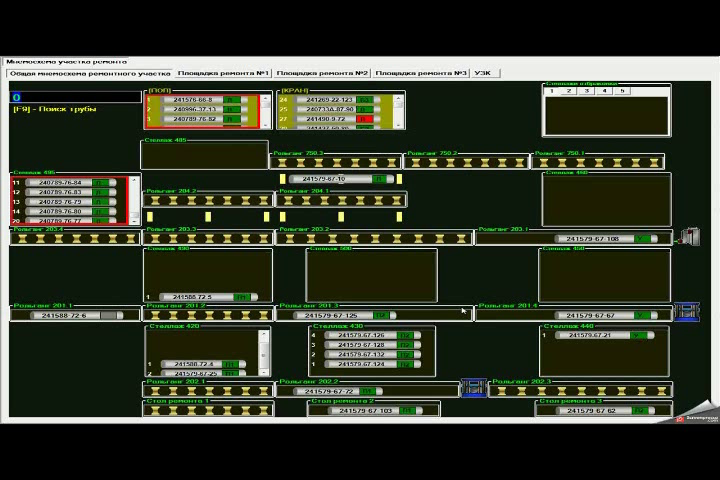 Мнемосхема участка ремонта
Общая мнемосхема ремонтного участка
Площадка ремонта №1
Площадка ремонта №2
Площадка ремонта №3
УЗК
0
[F9] - Поиск трубы
[ПОП]
1 241576-66-8
2 240996-37-13
3 240789-76-82
[КРАН]
24 241269-22-123
25 240733А-87-90
27 241490-9-72
1 2 3 4 5
Стеллаж 485
Рольганг 750.3
Рольганг 750.2
Рольганг 750.1
Стеллаж 495
11 240789-76-84
12 240789-76-83
13 240789-76-79
14 240789-76-80
20 240789-76-77
241579-67-10
Рольганг 204.2
Рольганг 204.1
Стеллаж 460
Рольганг 203.4
Рольганг 203.3
Рольганг 203.2
Рольганг 203.1
241579-67-108
Стеллаж 490
1 241588-72-5
Стеллаж 500
Стеллаж 450
Рольганг 201.1
241588-72-6
Рольганг 201.2
Рольганг 201.3
241579-67-125
Рольганг 201.4
241579-67-67
Стеллаж 420
1 241588-72-4
2 241579-67-25
Стеллаж 430
4 241579-67-126
3 241579-67-128
2 241579-67-132
1 241579-67-124
Стеллаж 440
1 241579-67-21
Рольганг 202.1
Рольганг 202.2
241579-67-72
Рольганг 202.3
Стол ремонта 1
Стол ремонта 2
241579-67-103
Стол ремонта 3
241579-67-62